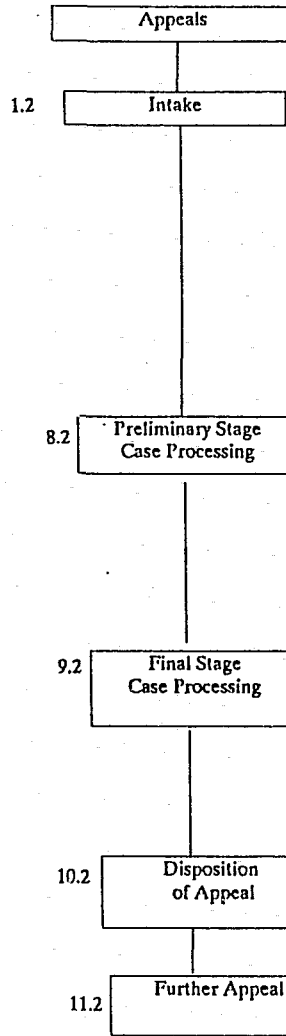 Appeals
1.2 Intake
8.2 Preliminary Stage
Case Processing
9.2 Final Stage
Case Processing
10.2 Disposition
of Appeal
11.2 Further Appeal